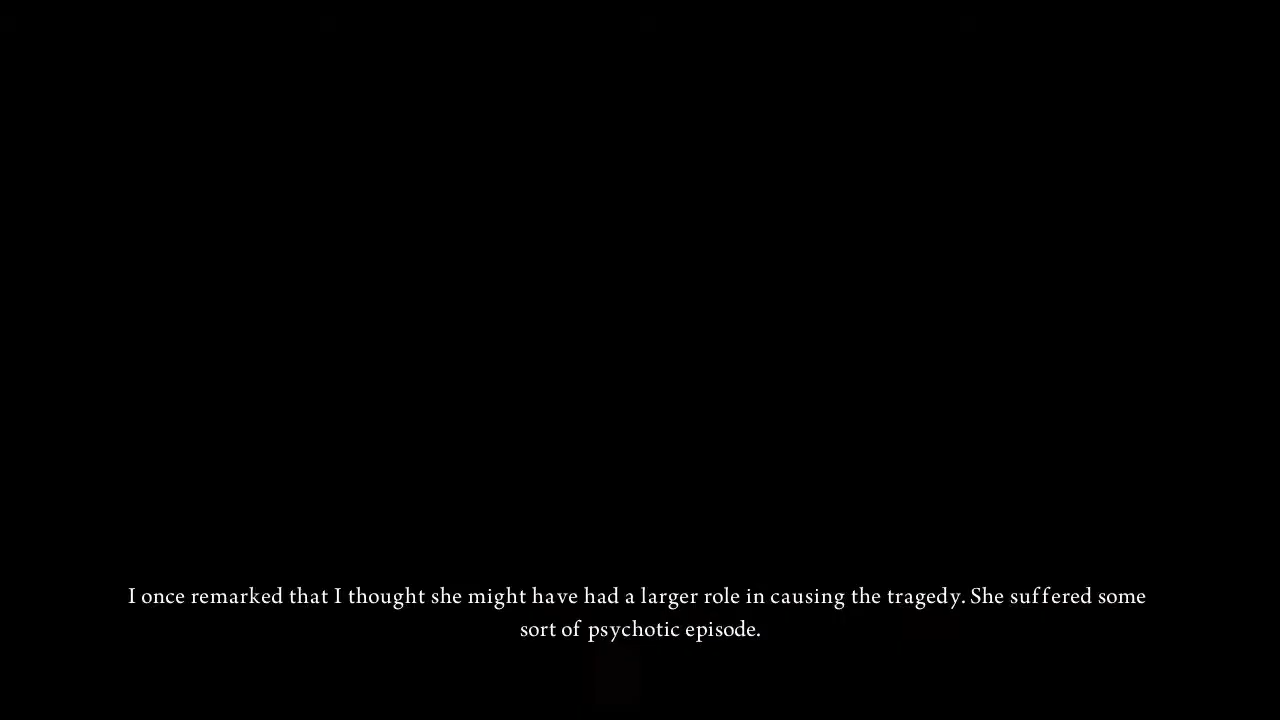 I once remarked that I thought she might have had a larger role in causing the tragedy. She suffered some
sort of psychotic episode.